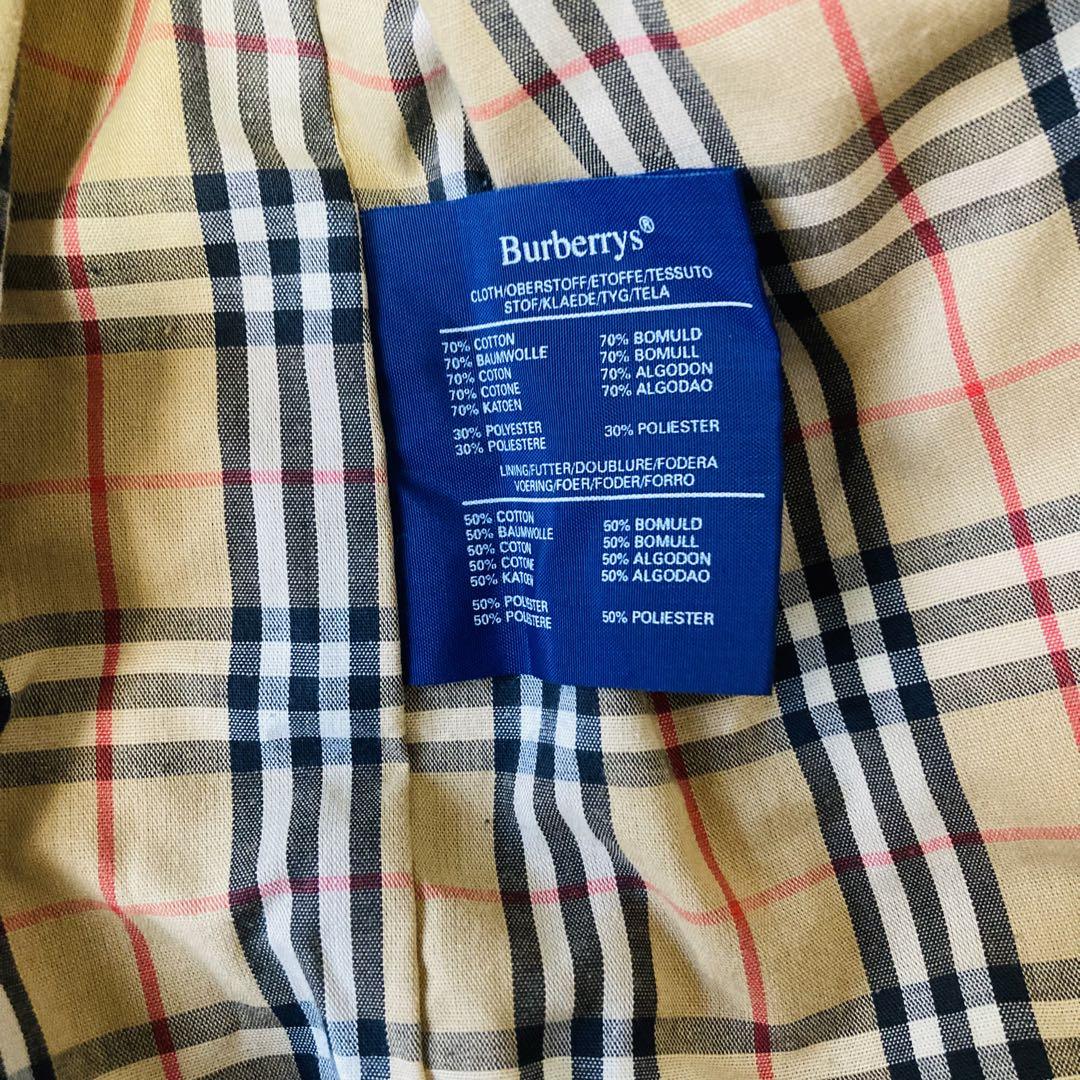 Burberrys®
CLOTH/OBERSTOFF/ETOFFE/TESSUTO
STOF/KLAEDE/TYG/TELA
70% COTTON
70% BAUMWOLLE
70% COTON
70% COTONE
70% KATOEN
70% BOMULD
70% BOMULL
70% ALGODON
70% ALGODAO
30% POLYESTER
30% POLIESTERE
30% POLIESTER
LINING/FUTTER/DOUBLURE/FODERA
VOERING/FOER/FODER/FORRO
50% COTTON
50% BAUMWOLLE
50% COTON
50% COTONE
50% KATOEN
50% BOMULD
50% BOMULL
50% ALGODON
50% ALGODAO
50% POLYESTER
50% POLIESTERE
50% POLIESTER